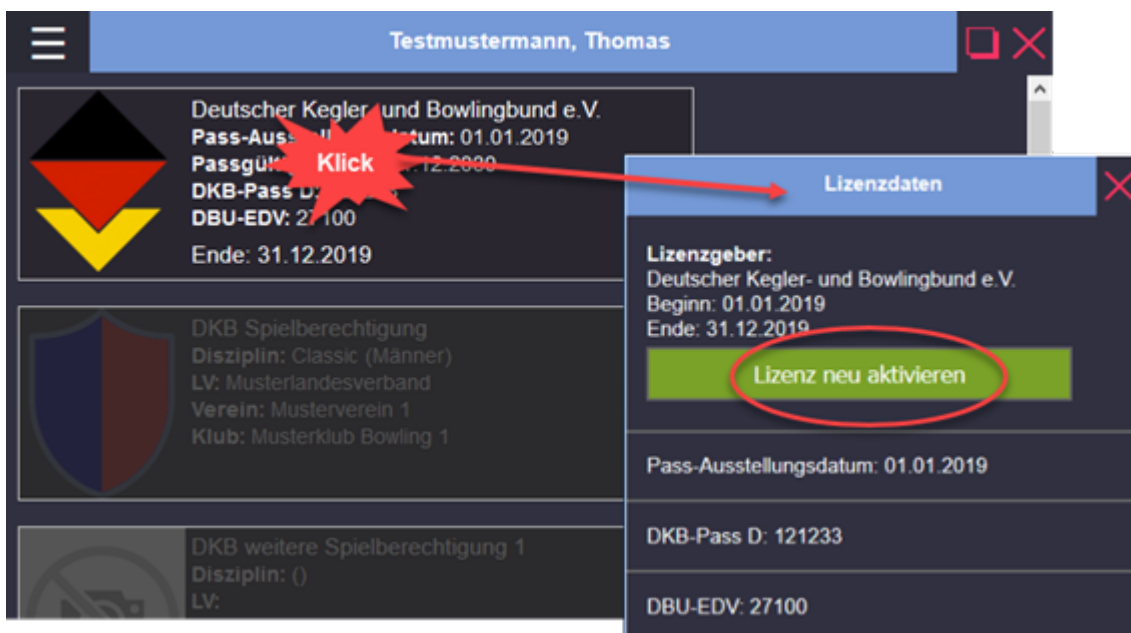 Testmustermann, Thomas
Deutscher Kegler- und Bowlingbund e.V.
Pass-Aus tum: 01.01.2019
Klick
DKB-Pass D:
DBU-EDV: 27100
Ende: 31.12.2019
DKB Spielberechtigung
Disziplin: Classic (Männer)
LV: Musterlandesverband
Verein: Musterverein 1
Klub: Musterklub Bowling 1
DKB weitere Spielberechtigung 1
Disziplin: ()
LV:
Lizenzdaten
Lizenzgeber:
Deutscher Kegler- und Bowlingbund e.V.
Beginn: 01.01.2019
Ende: 31.12.2019
Lizenz neu aktivieren
Pass-Ausstellungsdatum: 01.01.2019
DKB-Pass D: 121233
DBU-EDV: 27100